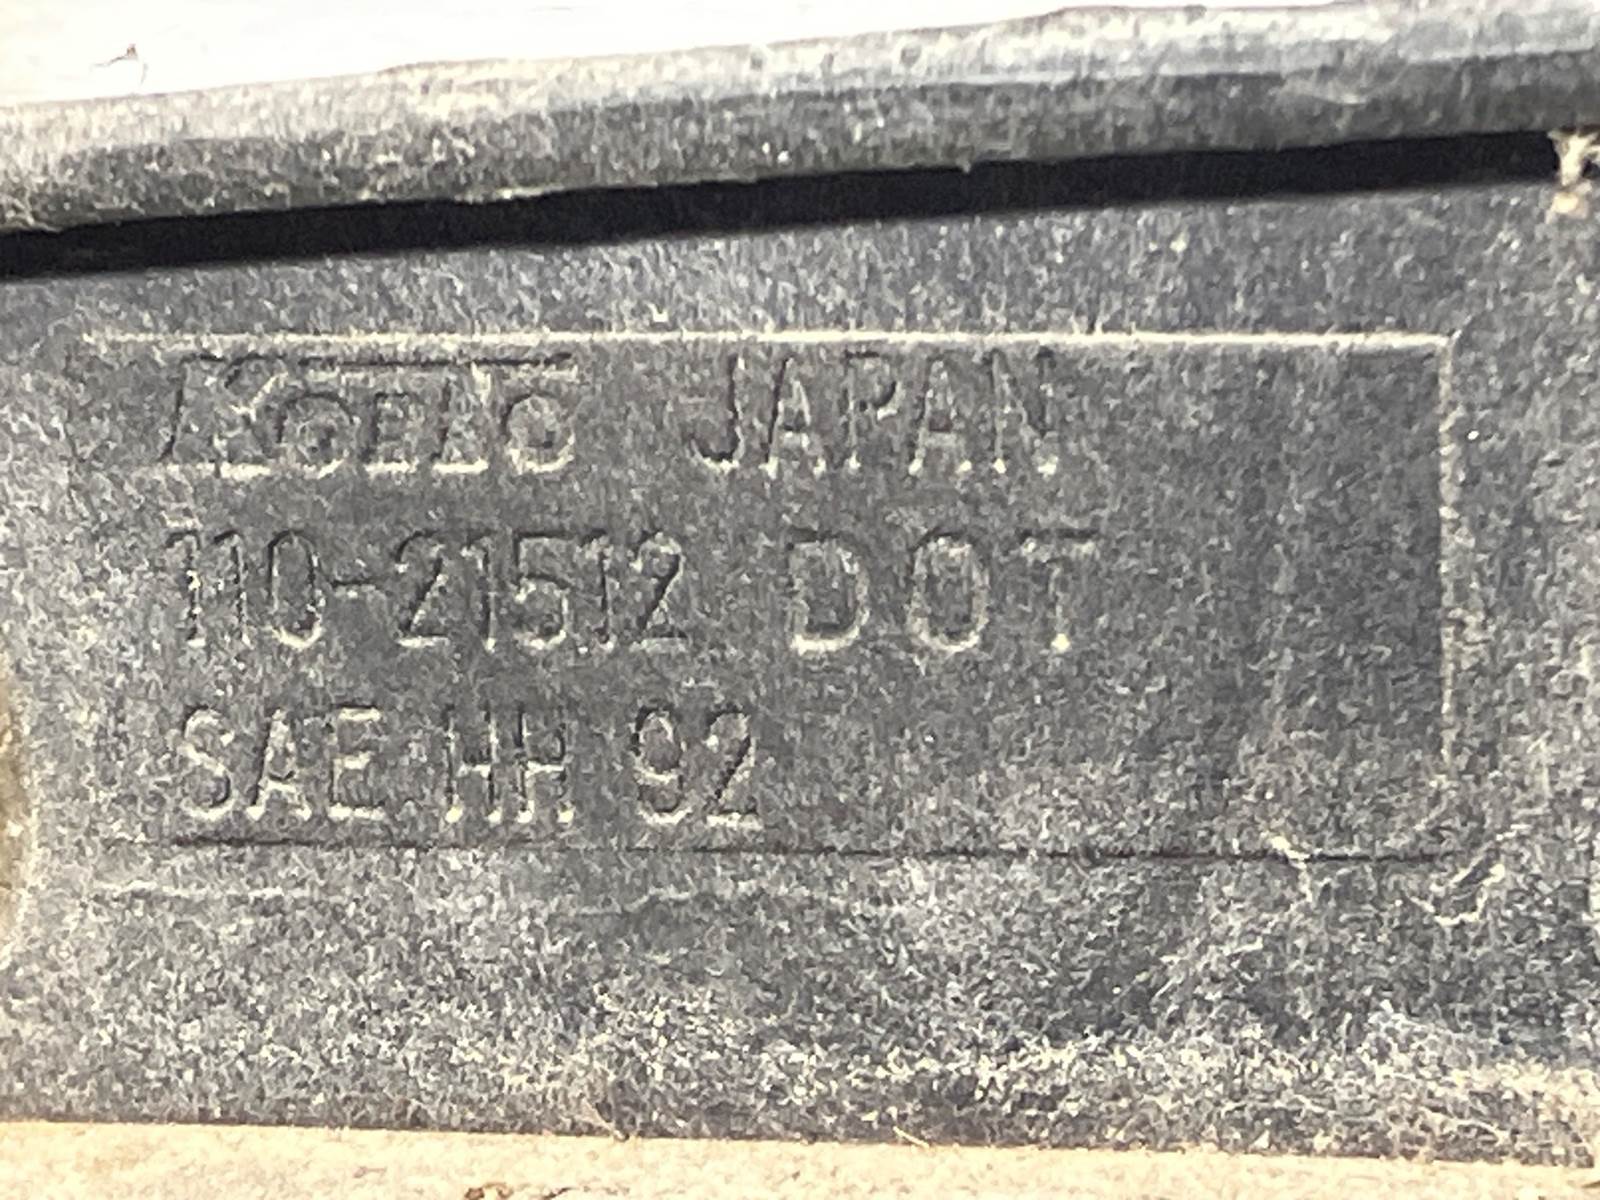 KOITO JAPAN
110-21512 DOT
SAE HR 92